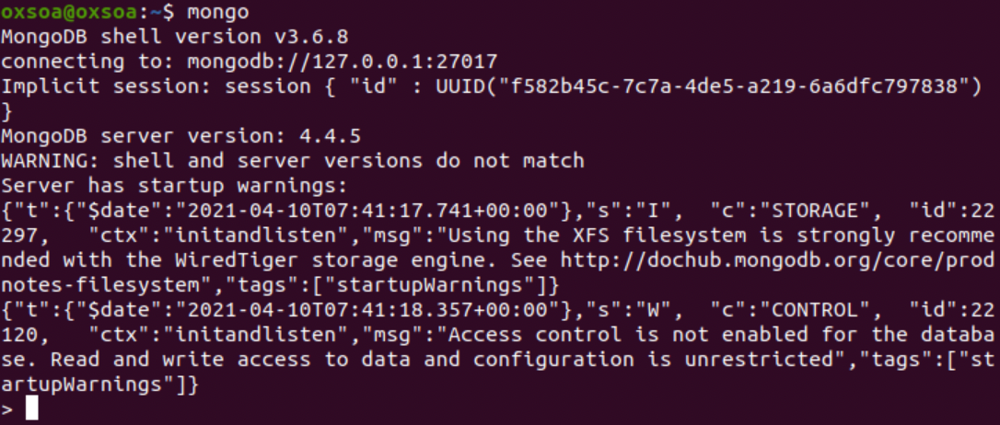 oxsoa@oxsoa:~$ mongo
MongoDB shell version v3.6.8
connecting to: mongodb://127.0.0.1:27017
Implicit session: session { "id" : UUID("f582b45c-7c7a-4de5-a219-6a6dfc797838")
}
MongoDB server version: 4.4.5
WARNING: shell and server versions do not match
Server has startup warnings:
{"t":{"$date":"2021-04-10T07:41:17.741+00:00"},"s":"I",  "c":"STORAGE",  "id":22
297,   "ctx":"initandlisten","msg":"Using the XFS filesystem is strongly recomme
nded with the WiredTiger storage engine. See http://dochub.mongodb.org/core/prod
notes-filesystem","tags":["startupWarnings"]}
{"t":{"$date":"2021-04-10T07:41:18.357+00:00"},"s":"W",  "c":"CONTROL",  "id":22
120,   "ctx":"initandlisten","msg":"Access control is not enabled for the databa
se. Read and write access to data and configuration is unrestricted","tags":["st
artupWarnings"]}
>